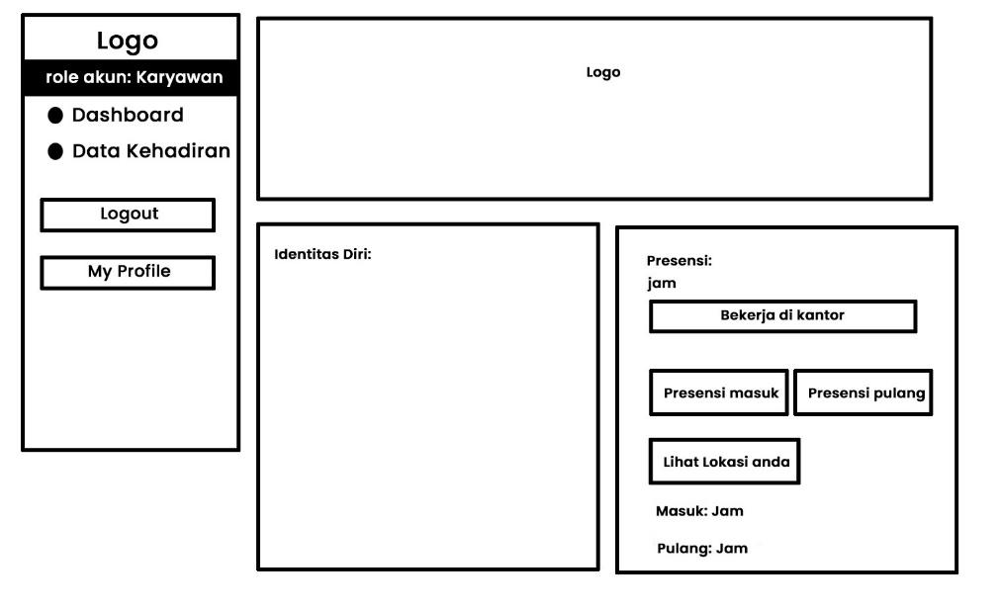 Logo
role akun: Karyawan
Dashboard
Data Kehadiran
Logout
My Profile
Logo
Identitas Diri:
Presensi:
jam
Bekerja di kantor
Presensi masuk
Presensi pulang
Lihat Lokasi anda
Masuk: Jam
Pulang: Jam